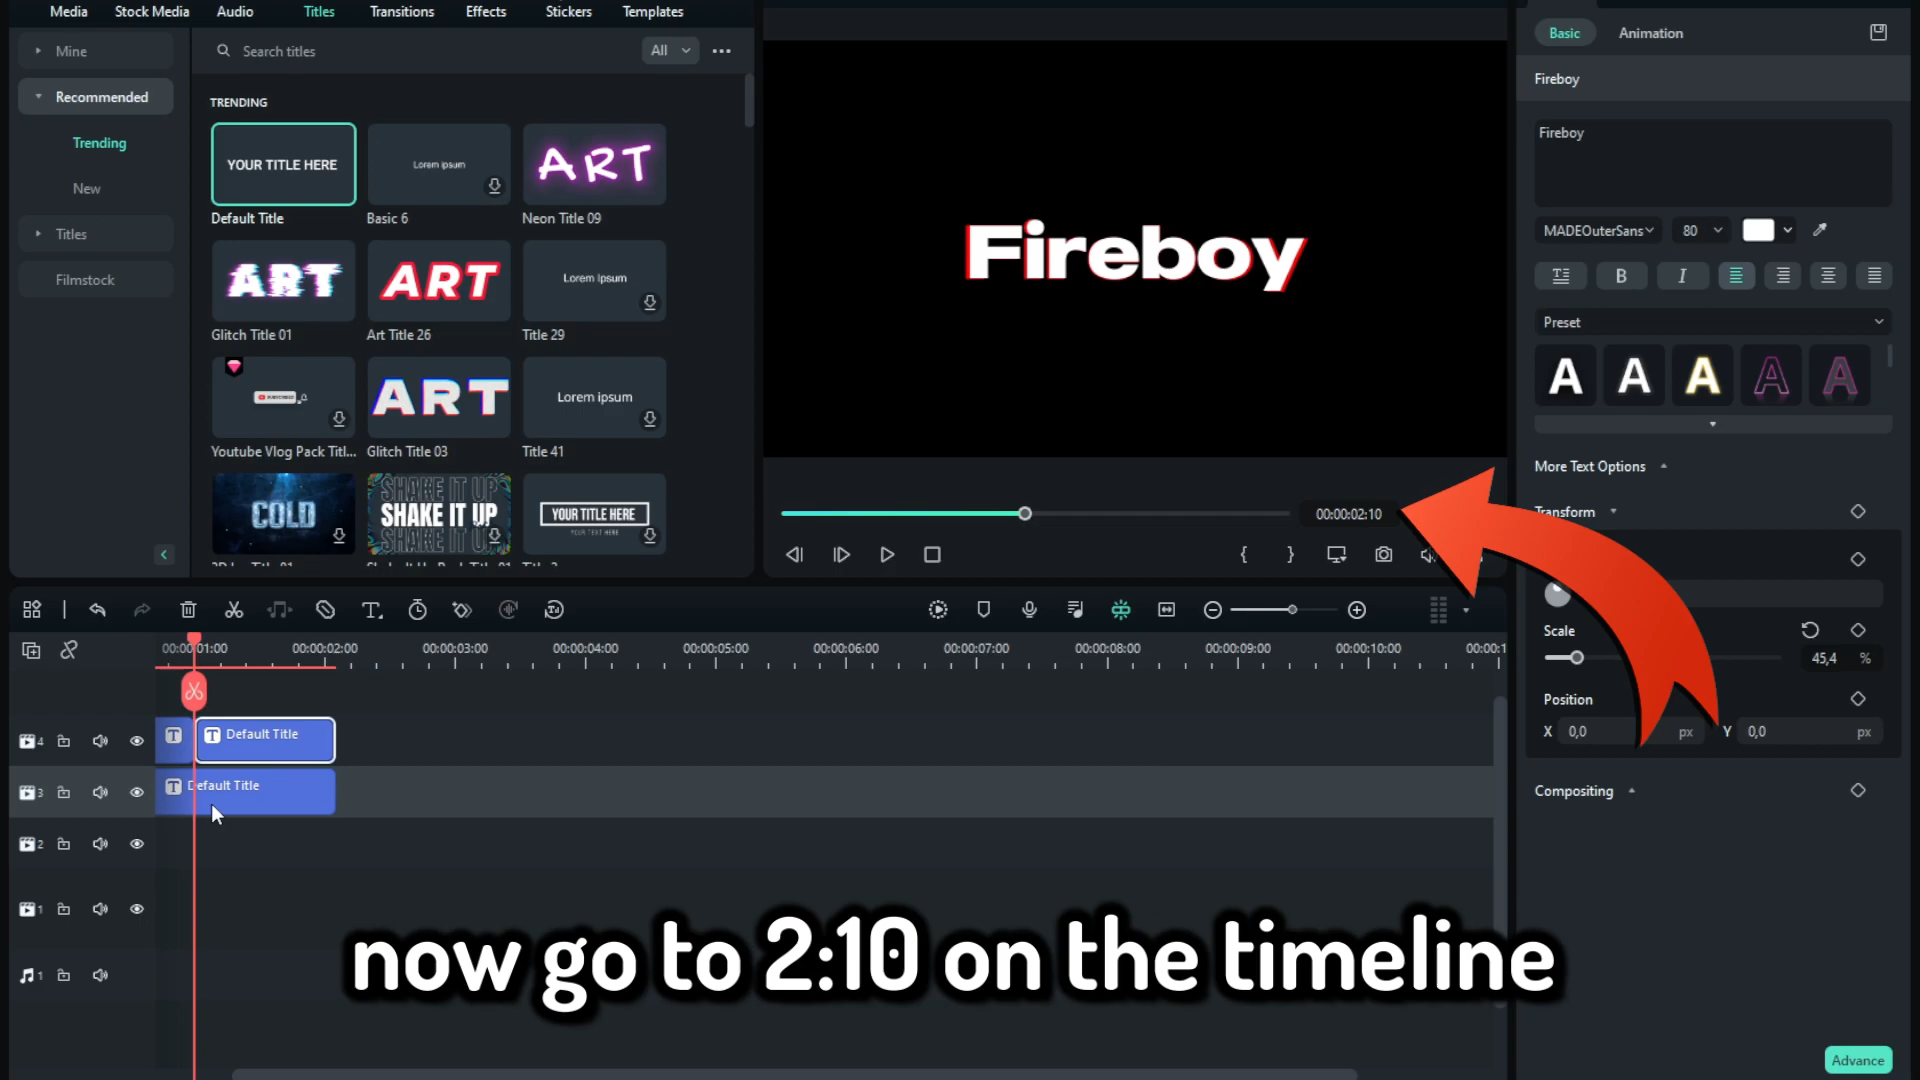 Media Stock Media Audio Titles Transitions Effects Stickers Templates
Mine
Recommended
Trending
New
Titles
Filmstock
Search titles All
TRENDING
YOUR TITLE HERE Lorem ipsum ART
Default Title Basic 6 Neon Title 09
ART ART Lorem Ipsum
Glitch Title 01 Art Title 26 Title 29
SUBSCRIBED ART Lorem ipsum
Youtube Vlog Pack Titl... Glitch Title 03 Title 41
COLD SHAKE IT UP SHAKE IT UP SHAKE IT UP YOUR TITLE HERE
YOUR TEXT HERE
Fireboy
00:00:02:10
Basic Animation
Fireboy
Fireboy
MADEOuterSans 80
B I
Preset
A A A A A
More Text Options
Transform
Scale
45,4 %
Position
X 0,0 px Y 0,0 px
Compositing
Advance
00:00:01:00 00:00:02:00 00:00:03:00 00:00:04:00 00:00:05:00 00:00:06:00 00:00:07:00 00:00:08:00 00:00:09:00 00:00:10:00 00:00:1
4 T T Default Title
3 T Default Title
2
1
1
now go to 2:10 on the timeline